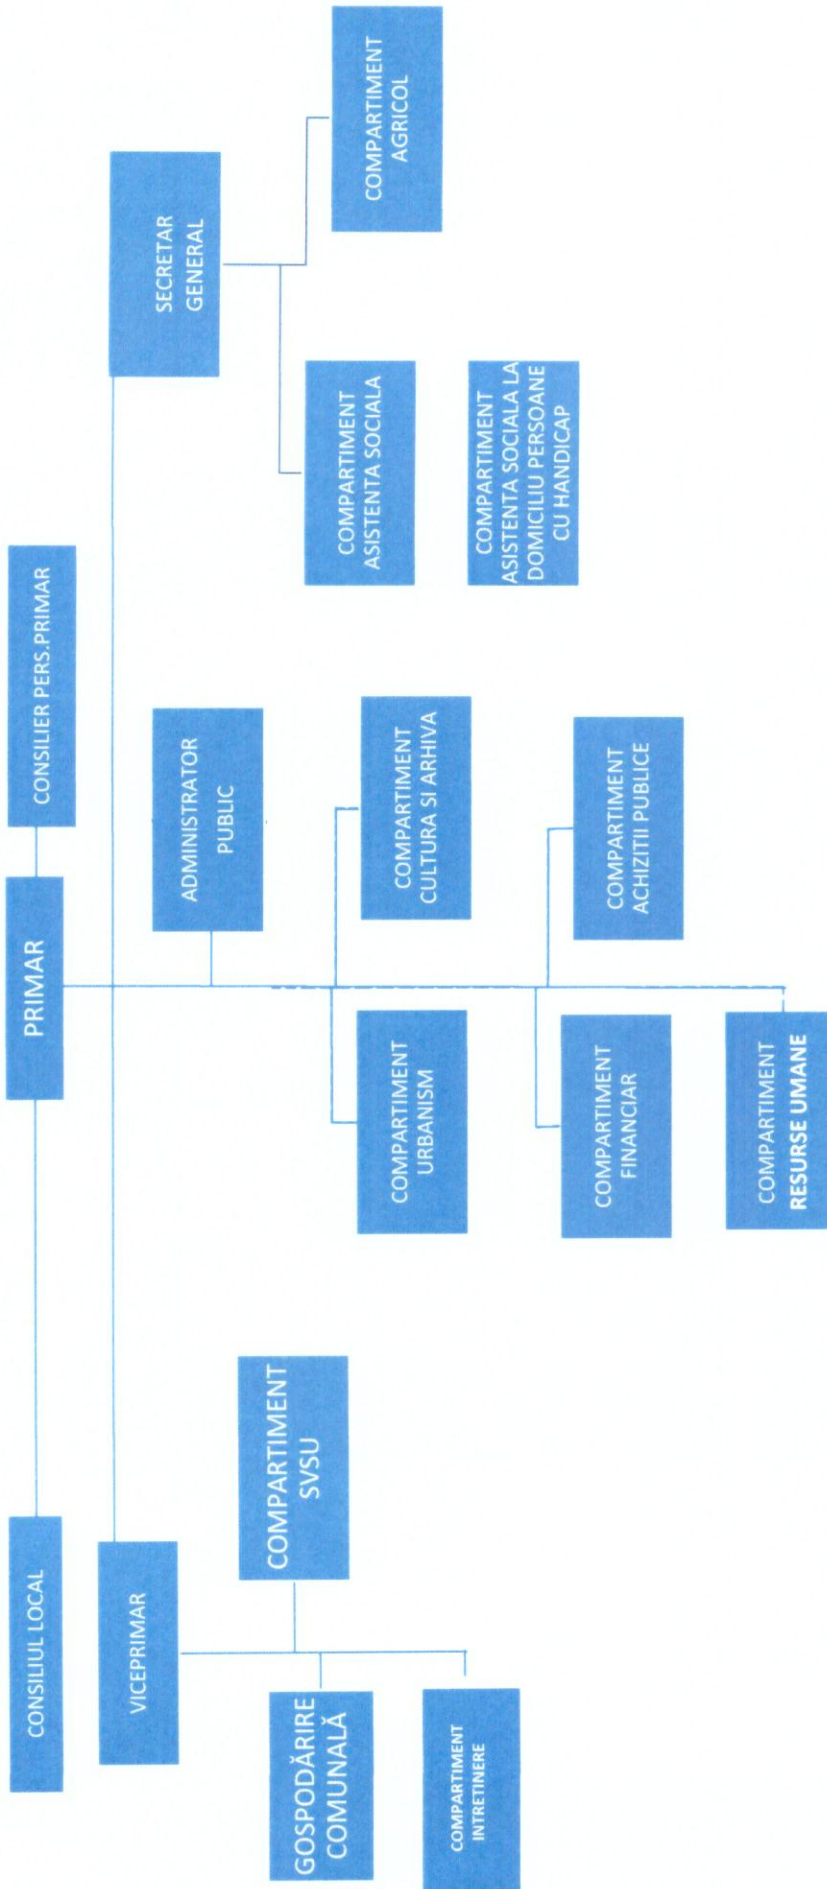 CONSILIUL LOCAL
PRIMAR
CONSILIER PERS.PRIMAR
VICEPRIMAR
SECRETAR
GENERAL
ADMINISTRATOR
PUBLIC
COMPARTIMENT
SVSU
GOSPODĂRIRE
COMUNALĂ
COMPARTIMENT
INTRETINERE
COMPARTIMENT
URBANISM
COMPARTIMENT
CULTURA SI ARHIVA
COMPARTIMENT
FINANCIAR
COMPARTIMENT
ACHIZITII PUBLICE
COMPARTIMENT
RESURSE UMANE
COMPARTIMENT
ASISTENTA SOCIALA
COMPARTIMENT
AGRICOL
COMPARTIMENT
ASISTENTA SOCIALA LA
DOMICILIU PERSOANE
CU HANDICAP